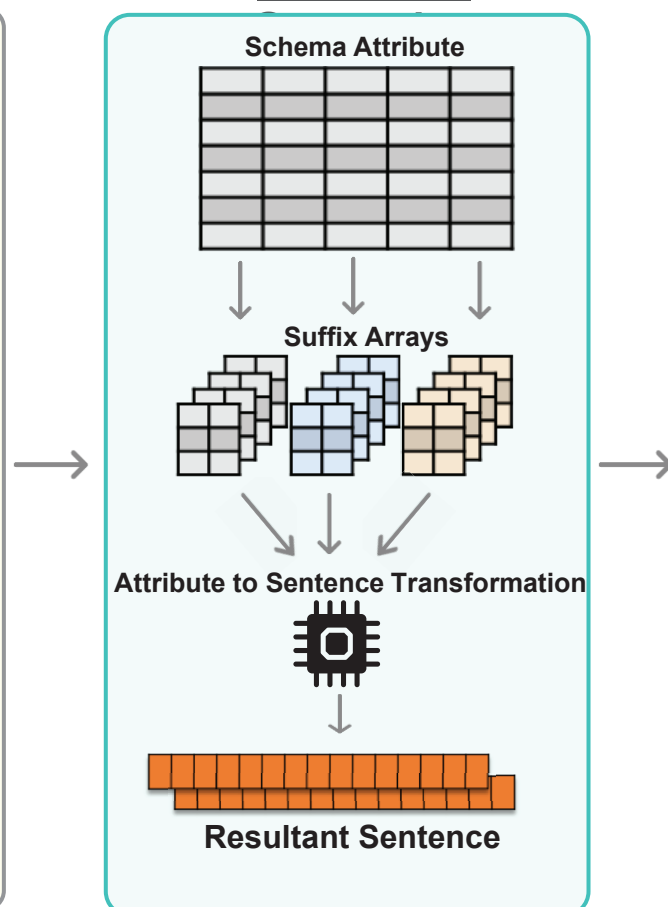 Schema Attribute
Suffix Arrays
Attribute to Sentence Transformation
Resultant Sentence